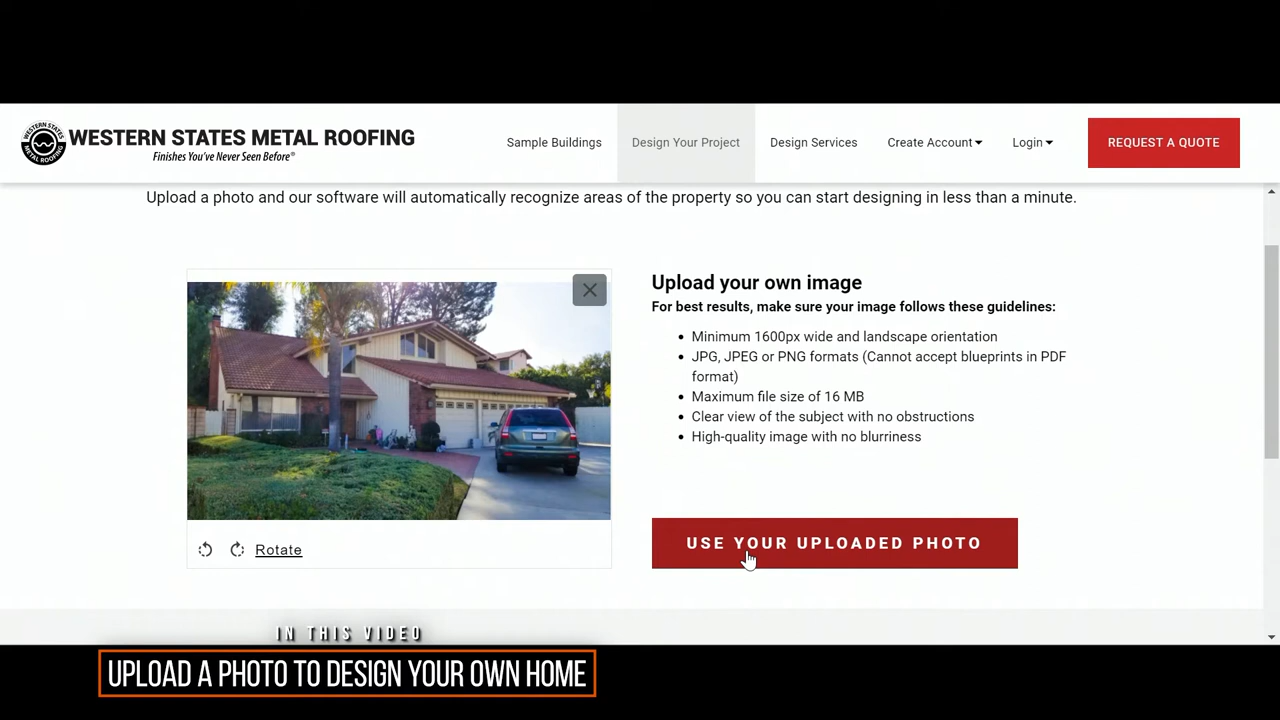 WESTERN STATES METAL ROOFING
Finishes You've Never Seen Before®
WESTERN STATES
METAL ROOFING
Sample Buildings
Design Your Project
Design Services
Create Account
Login
REQUEST A QUOTE
Upload a photo and our software will automatically recognize areas of the property so you can start designing in less than a minute.
Upload your own image
For best results, make sure your image follows these guidelines:
• Minimum 1600px wide and landscape orientation
• JPG, JPEG or PNG formats (Cannot accept blueprints in PDF
format)
• Maximum file size of 16 MB
• Clear view of the subject with no obstructions
• High-quality image with no blurriness
Rotate
USE YOUR UPLOADED PHOTO
IN THIS VIDEO
UPLOAD A PHOTO TO DESIGN YOUR OWN HOME